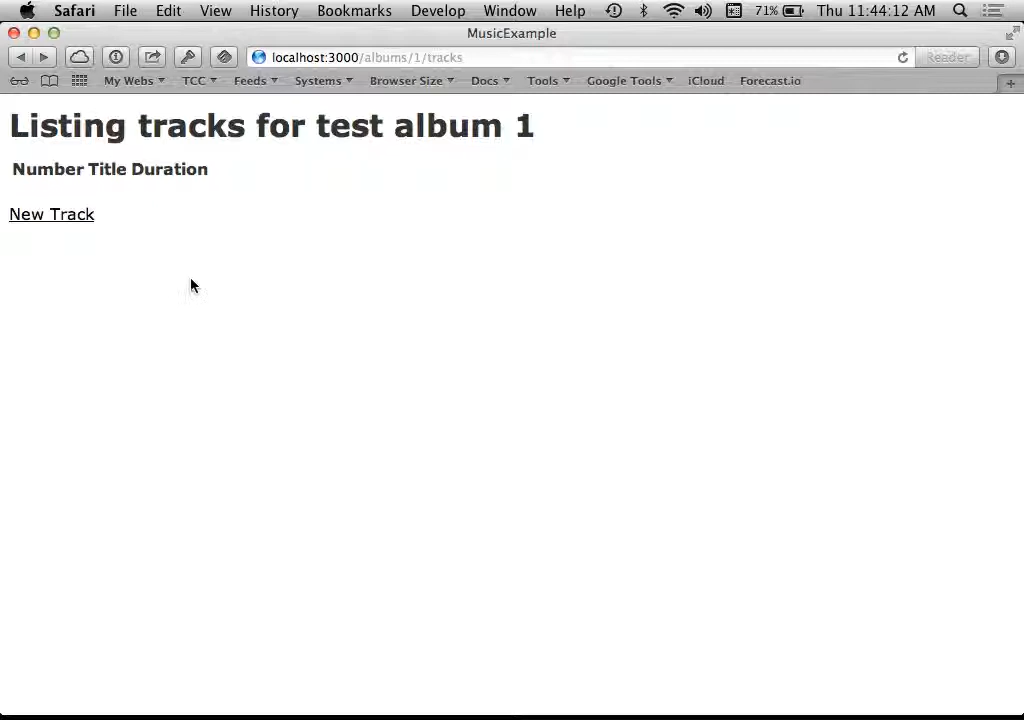 Safari File Edit View History Bookmarks Develop Window Help 71% Thu 11:44:12 AM
MusicExample
localhost:3000/albums/1/tracks Reader
My Webs TCC Feeds Systems Browser Size Docs Tools Google Tools iCloud Forecast.io
Listing tracks for test album 1
Number Title Duration
New Track